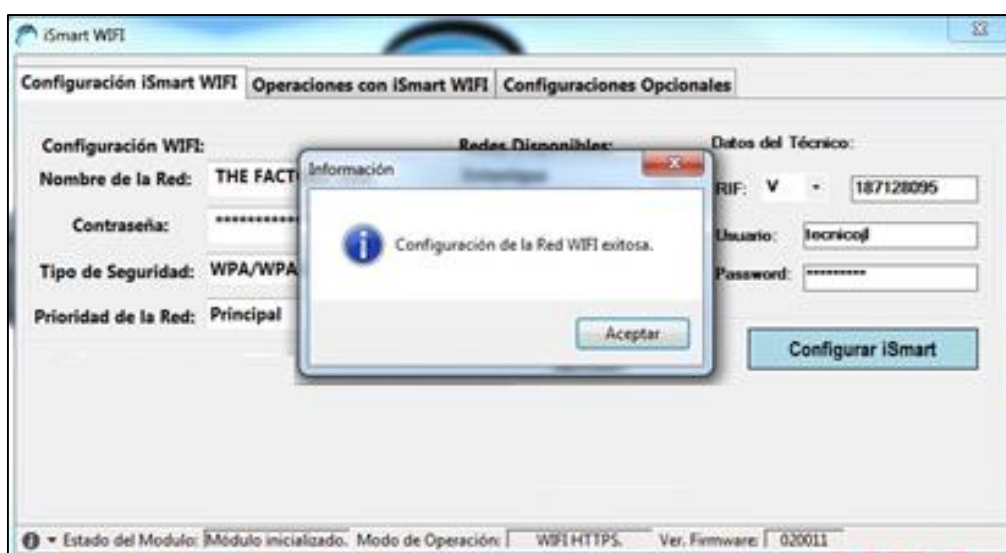 iSmart WIFI
Configuración iSmart WIFI Operaciones con iSmart WIFI Configuraciones Opcionales
Configuración WIFI:
Redes Disponibles:
Datos del Técnico:
Nombre de la Red: THE FACT
Información
RIF: V - 187128095
Contraseña: ***********
Configuración de la Red WIFI exitosa.
Usuario: tecnicojl
Tipo de Seguridad: WPA/WPA
Password: *********
Prioridad de la Red: Principal
Aceptar
Configurar iSmart
Estado del Modulo: Módulo inicializado. Modo de Operación: WIFI HTTPS. Ver. Firmware: 020011